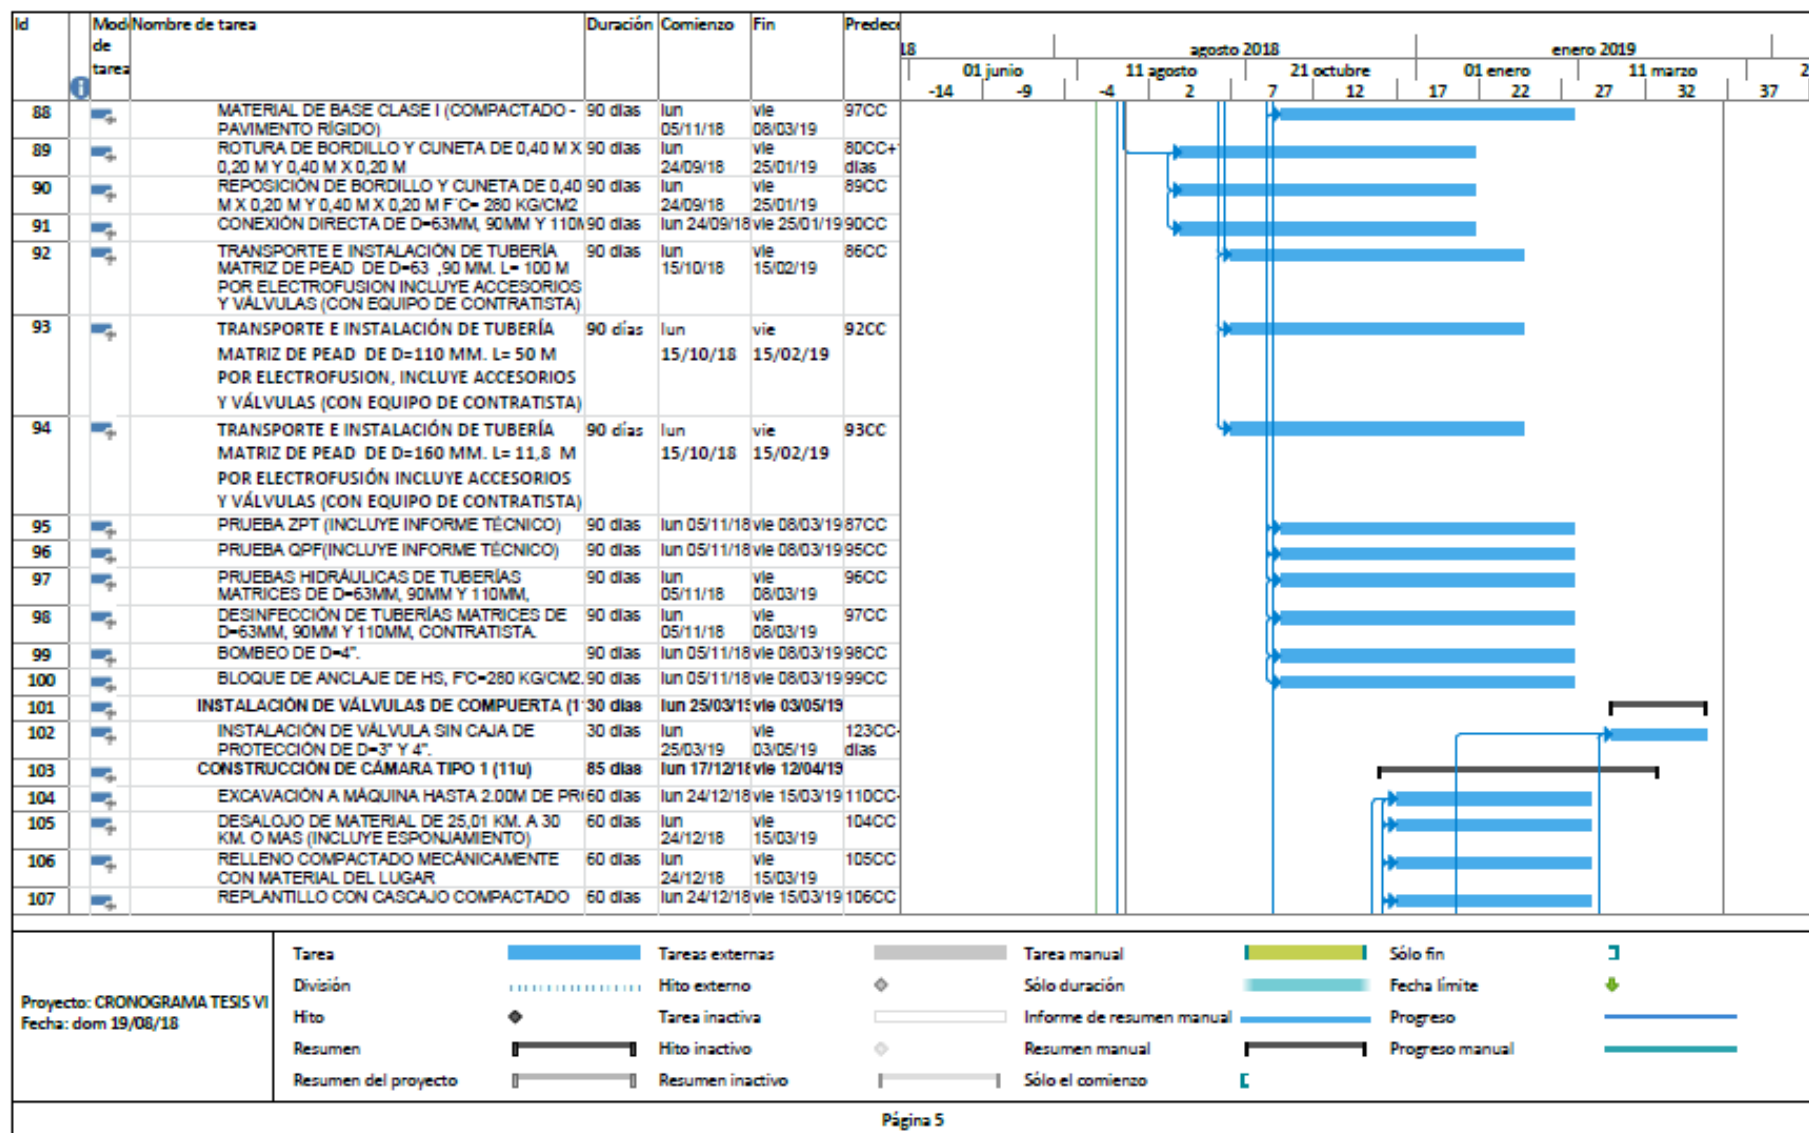 Id Modo de tarea Nombre de tarea Duración Comienzo Fin Predece
18 agosto 2018 enero 2019
01 junio 11 agosto 21 octubre 01 enero 11 marzo 2
-14 -9 -4 2 7 12 17 22 27 32 37
88 MATERIAL DE BASE CLASE I (COMPACTADO - 90 días lun vie 97CC
PAVIMENTO RÍGIDO) 05/11/18 08/03/19
89 ROTURA DE BORDILLO Y CUNETA DE 0,40 M X 90 días lun vie 80CC+
0,20 M Y 0,40 M X 0,20 M 24/09/18 25/01/19 días
90 REPOSICIÓN DE BORDILLO Y CUNETA DE 0,40 90 días lun vie 89CC
M X 0,20 M Y 0,40 M X 0,20 M F´C= 280 KG/CM2 24/09/18 25/01/19
91 CONEXIÓN DIRECTA DE D=63MM, 90MM Y 110M 90 días lun 24/09/18 vie 25/01/19 90CC
92 TRANSPORTE E INSTALACIÓN DE TUBERÍA 90 días lun vie 86CC
MATRIZ DE PEAD DE D=63 ,90 MM. L= 100 M 15/10/18 15/02/19
POR ELECTROFUSION INCLUYE ACCESORIOS
Y VÁLVULAS (CON EQUIPO DE CONTRATISTA)
93 TRANSPORTE E INSTALACIÓN DE TUBERÍA 90 días lun vie 92CC
MATRIZ DE PEAD DE D=110 MM. L= 50 M 15/10/18 15/02/19
POR ELECTROFUSION, INCLUYE ACCESORIOS
Y VÁLVULAS (CON EQUIPO DE CONTRATISTA)
94 TRANSPORTE E INSTALACIÓN DE TUBERÍA 90 días lun vie 93CC
MATRIZ DE PEAD DE D=160 MM. L= 11,8 M 15/10/18 15/02/19
POR ELECTROFUSIÓN INCLUYE ACCESORIOS
Y VÁLVULAS (CON EQUIPO DE CONTRATISTA)
95 PRUEBA ZPT (INCLUYE INFORME TÉCNICO) 90 días lun 05/11/18 vie 08/03/19 87CC
96 PRUEBA QPF(INCLUYE INFORME TÉCNICO) 90 días lun 05/11/18 vie 08/03/19 95CC
97 PRUEBAS HIDRÁULICAS DE TUBERÍAS 90 días lun vie 96CC
MATRICES DE D=63MM, 90MM Y 110MM, 05/11/18 08/03/19
98 DESINFECCIÓN DE TUBERÍAS MATRICES DE 90 días lun vie 97CC
D=63MM, 90MM Y 110MM, CONTRATISTA. 05/11/18 08/03/19
99 BOMBEO DE D=4". 90 días lun 05/11/18 vie 08/03/19 98CC
100 BLOQUE DE ANCLAJE DE HS, F'C=280 KG/CM2. 90 días lun 05/11/18 vie 08/03/19 99CC
101 INSTALACIÓN DE VÁLVULAS DE COMPUERTA (1 30 días lun 25/03/19 vie 03/05/19
102 INSTALACIÓN DE VÁLVULA SIN CAJA DE 30 días lun vie 123CC
PROTECCIÓN DE D=3" Y 4". 25/03/19 03/05/19 días
103 CONSTRUCCIÓN DE CÁMARA TIPO 1 (11u) 85 días lun 17/12/18 vie 12/04/19
104 EXCAVACIÓN A MÁQUINA HASTA 2.00M DE PR 60 días lun 24/12/18 vie 15/03/19 110CC
105 DESALOJO DE MATERIAL DE 25,01 KM. A 30 60 días lun vie 104CC
KM. O MAS (INCLUYE ESPONJAMIENTO) 24/12/18 15/03/19
106 RELLENO COMPACTADO MECÁNICAMENTE 60 días lun vie 105CC
CON MATERIAL DEL LUGAR 24/12/18 15/03/19
107 REPLANTILLO CON CASCAJO COMPACTADO 60 días lun 24/12/18 vie 15/03/19 106CC
Proyecto: CRONOGRAMA TESIS VI
Fecha: dom 19/08/18
Tarea Tareas externas Tarea manual Sólo fin
División Hito externo Sólo duración Fecha límite
Hito Tarea inactiva Informe de resumen manual Progreso
Resumen Hito inactivo Resumen manual Progreso manual
Resumen del proyecto Resumen inactivo Sólo el comienzo
Página 5